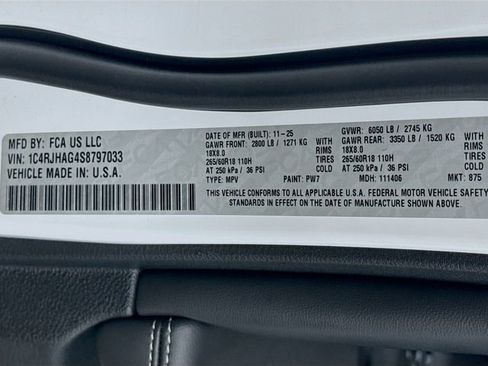 MFD BY: FCA US LLC
VIN: 1C4RJHAG4S8797033
VEHICLE MADE IN: U.S.A.
DATE OF MFR (BUILT): 11-25
GAWR FRONT: 2800 LB / 1271 KG WITH
18X8.0 RIMS
265/60R18 110H TIRES
AT 250 kPa / 36 PSI COLD
TYPE: MPV PAINT: PW7
GVWR: 6050 LB / 2745 KG
GAWR REAR: 3350 LB / 1520 KG WITH
18X8.0 RIMS
265/60R18 110H TIRES
AT 250 kPa / 36 PSI COLD
MDH: 111406 MKT: 875
THIS VEHICLE CONFORMS TO ALL APPLICABLE U.S.A. FEDERAL MOTOR VEHICLE SAFETY
STANDARDS IN EFFECT ON THE DATE OF MANUFACTURE SHOWN ABOVE.